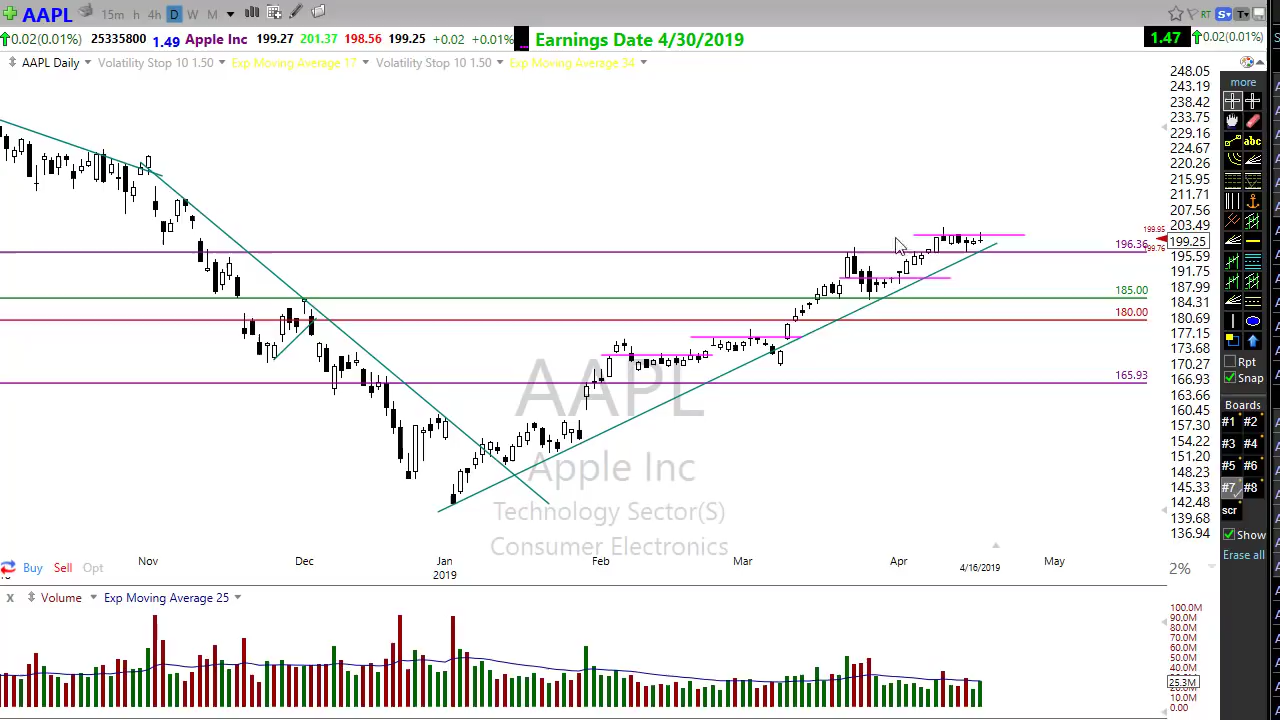 AAPL 15m h 4h D W M RT S T
0.02(0.01%) 25335800 1.49 Apple Inc 199.27 201.37 198.56 199.25 +0.02 +0.01% Earnings Date 4/30/2019 1.47 0.02(0.01%)
AAPL Daily Volatility Stop 10 1.50 Exp Moving Average 17 Volatility Stop 10 1.50 Exp Moving Average 34
248.05
243.19
238.42
233.75
229.16
224.67
220.26
215.95
211.71
207.56
203.49
199.95
199.25
199.76
196.36
195.59
191.75
187.99
185.00
184.31
180.69
180.00
177.15
173.68
170.27
166.93
165.93
163.66
160.45
157.30
154.22
151.20
148.23
145.33
142.48
139.68
136.94
AAPL
Apple Inc
Technology Sector(S)
Consumer Electronics
more
abc
Rpt
Snap
Boards
#1 #2
#3 #4
#5 #6
#7 #8
scr
Show
Erase all
Nov Dec Jan Feb Mar Apr May
2019 4/16/2019
Buy Sell Opt 2%
X Volume Exp Moving Average 25
100.0M
90.0M
80.0M
70.0M
60.0M
50.0M
40.0M
25.3M
10.0M
0.00